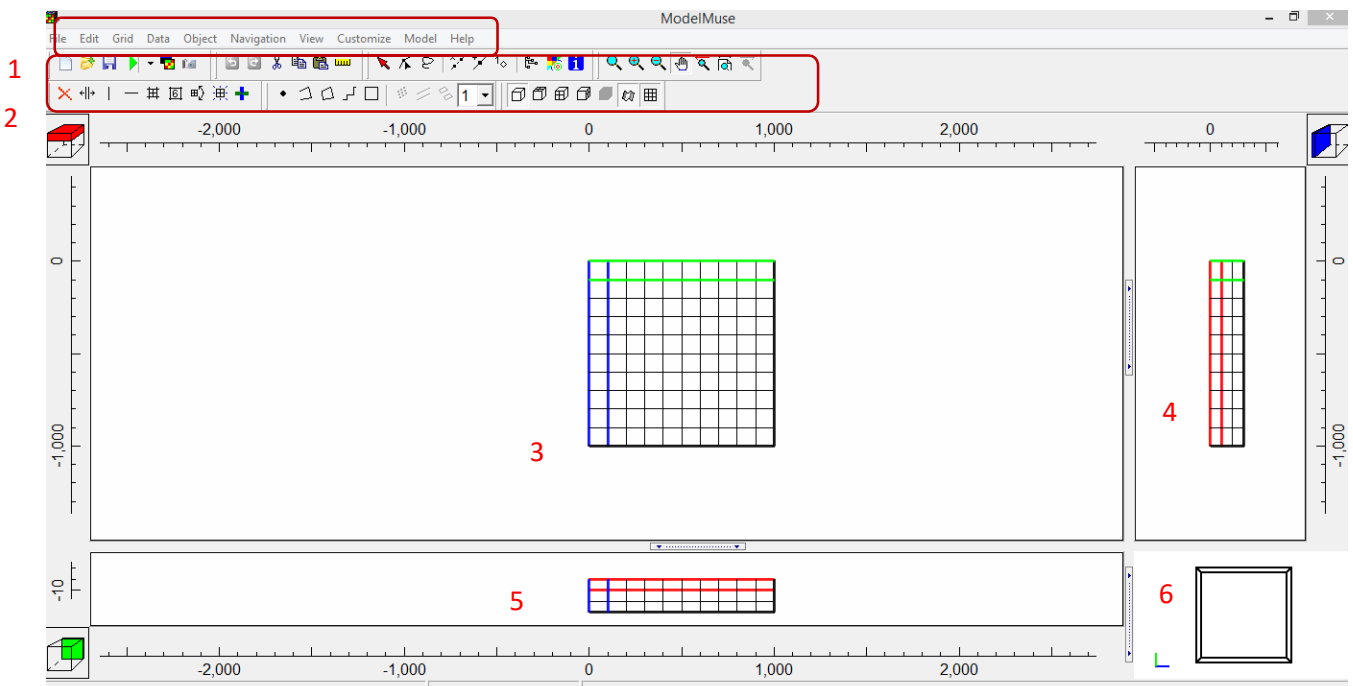 ModelMuse
File Edit Grid Data Object Navigation View Customize Model Help
1
2
1
-2,000 -1,000 0 1,000 2,000 0
0 0
-1,000 -1,000
3
4
-10
5
6
-2,000 -1,000 0 1,000 2,000